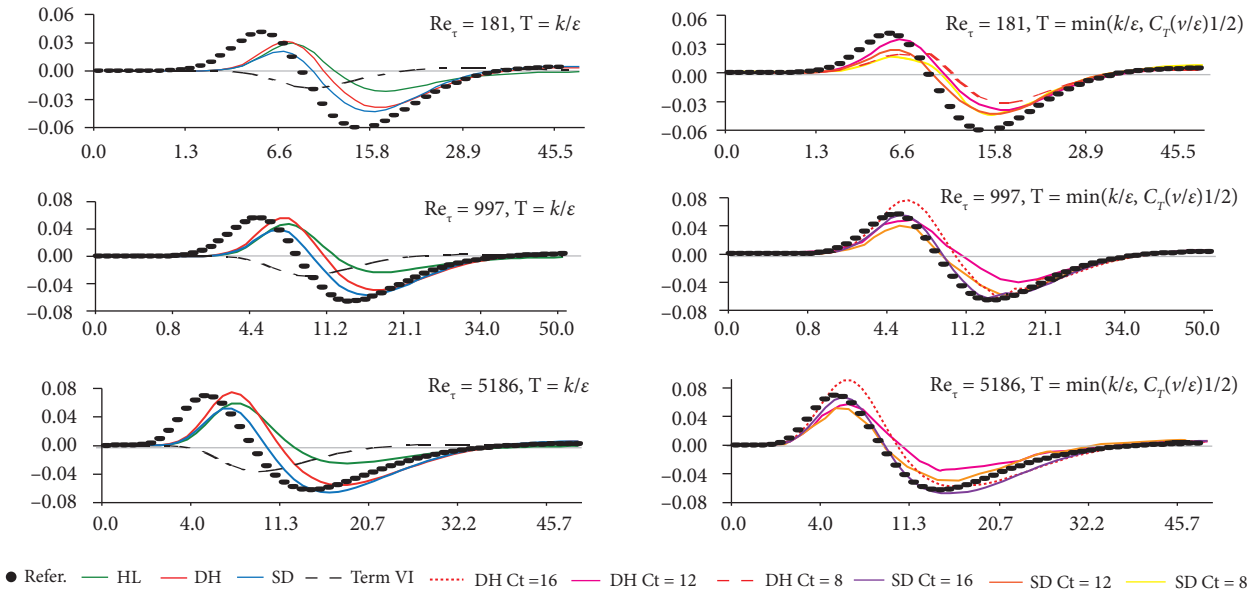 Re_τ = 181, T = k/ε
0.06
0.03
0.00
−0.03
0.06
0.0 1.3 6.6 15.8 28.9 45.5
Re_τ = 181, T = min(k/ε, C_T(ν/ε)1/2)
0.06
0.03
0.00
−0.03
0.06
0.0 1.3 6.6 15.8 28.9 45.5
Re_τ = 997, T = k/ε
0.08
0.04
0.00
−0.04
−0.08
0.0 0.8 4.4 11.2 21.1 34.0 50.0
Re_τ = 997, T = min(k/ε, C_T(ν/ε)1/2)
0.08
0.04
0.00
−0.04
−0.08
0.0 0.8 4.4 11.2 21.1 34.0 50.0
Re_τ = 5186, T = k/ε
0.08
0.04
0.00
−0.04
−0.08
0.0 4.0 11.3 20.7 32.2 45.7
Re_τ = 5186, T = min(k/ε, C_T(ν/ε)1/2)
0.08
0.04
0.00
−0.04
−0.08
0.0 4.0 11.3 20.7 32.2 45.7
Refer. HL DH SD Term VI DH Ct =16 DH Ct = 12 DH Ct = 8 SD Ct = 16 SD Ct = 12 SD Ct = 8